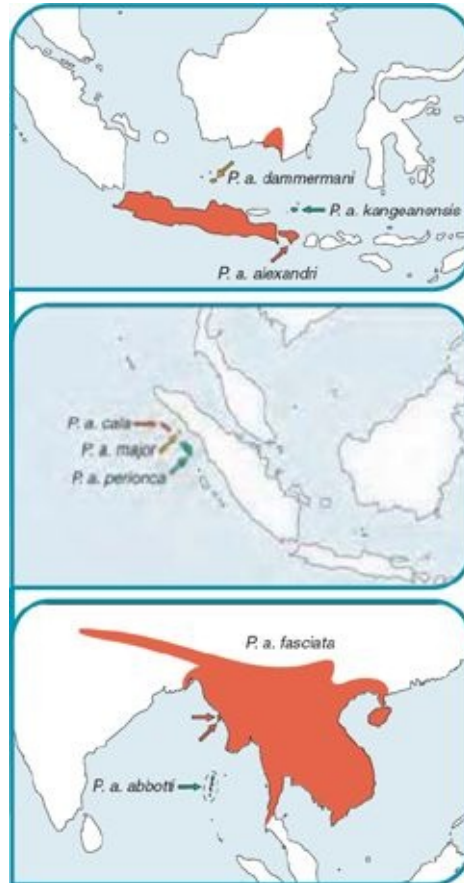 P. a. dammermani
P. a. kangeanensis
P. a. alexandri
P. a. cala
P. a. major
P. a. perionca
P. a. fasciata
P. a. abbotti